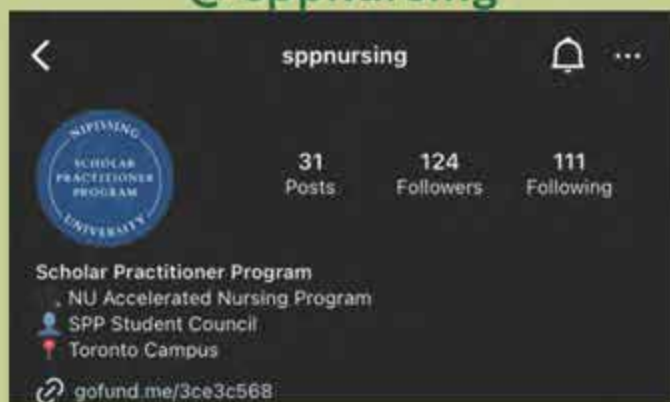 sppnursing
NIPISSING
SCHOLAR
PRACTITIONER
PROGRAM
UNIVERSITY
31
Posts
124
Followers
111
Following
Scholar Practitioner Program
NU Accelerated Nursing Program
SPP Student Council
Toronto Campus
gofund.me/3ce3c568